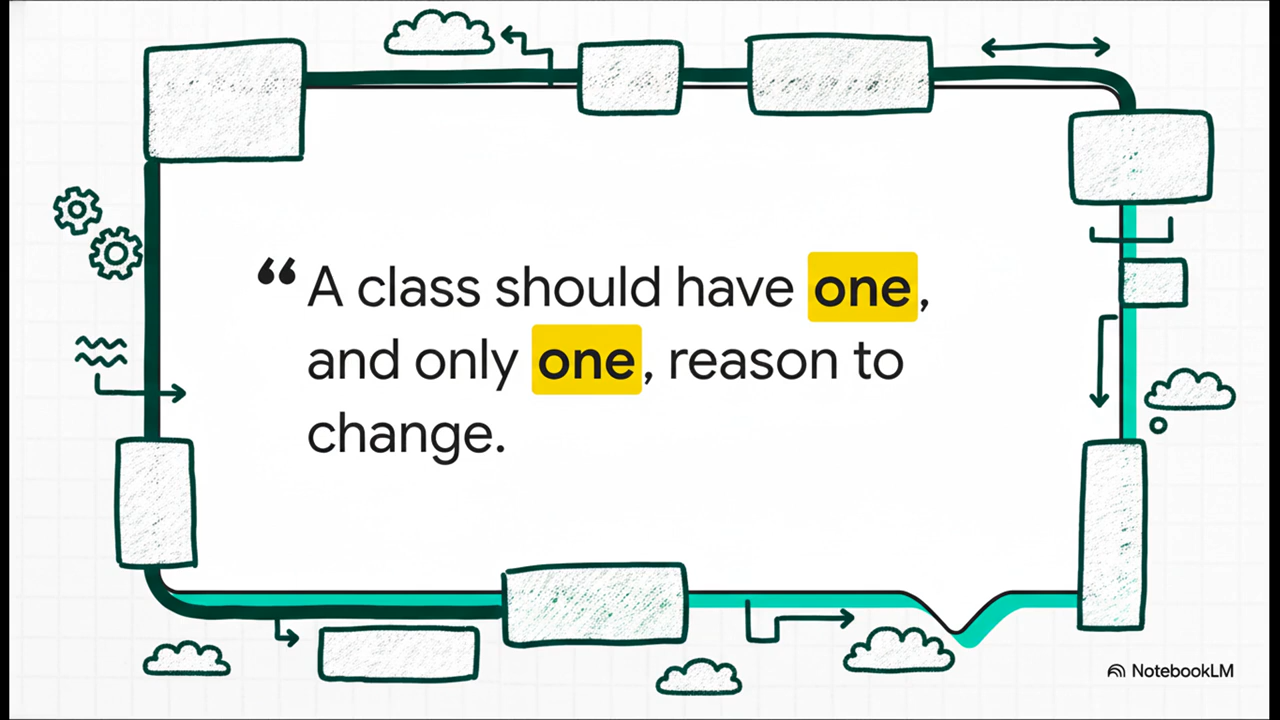 “ A class should have one,
and only one, reason to
change.
NotebookLM